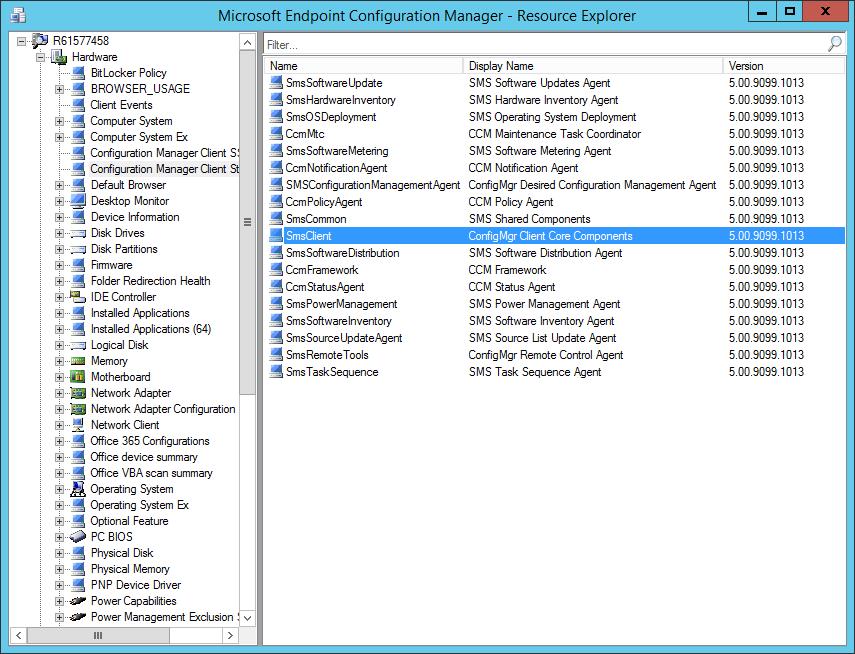 Microsoft Endpoint Configuration Manager - Resource Explorer
R61577458
Hardware
BitLocker Policy
BROWSER_USAGE
Client Events
Computer System
Computer System Ex
Configuration Manager Client SS
Configuration Manager Client St
Default Browser
Desktop Monitor
Device Information
Disk Drives
Disk Partitions
Firmware
Folder Redirection Health
IDE Controller
Installed Applications
Installed Applications (64)
Logical Disk
Memory
Motherboard
Network Adapter
Network Adapter Configuration
Network Client
Office 365 Configurations
Office device summary
Office VBA scan summary
Operating System
Operating System Ex
Optional Feature
PC BIOS
Physical Disk
Physical Memory
PNP Device Driver
Power Capabilities
Power Management Exclusion
Filter...
Name Display Name Version
SmsSoftwareUpdate SMS Software Updates Agent 5.00.9099.1013
SmsHardwareInventory SMS Hardware Inventory Agent 5.00.9099.1013
SmsOSDeployment SMS Operating System Deployment 5.00.9099.1013
CcmMtc CCM Maintenance Task Coordinator 5.00.9099.1013
SmsSoftwareMetering SMS Software Metering Agent 5.00.9099.1013
CcmNotificationAgent CCM Notification Agent 5.00.9099.1013
SMSConfigurationManagementAgent ConfigMgr Desired Configuration Management Agent 5.00.9099.1013
CcmPolicyAgent CCM Policy Agent 5.00.9099.1013
SmsCommon SMS Shared Components 5.00.9099.1013
SmsClient ConfigMgr Client Core Components 5.00.9099.1013
SmsSoftwareDistribution SMS Software Distribution Agent 5.00.9099.1013
CcmFramework CCM Framework 5.00.9099.1013
CcmStatusAgent CCM Status Agent 5.00.9099.1013
SmsPowerManagement SMS Power Management Agent 5.00.9099.1013
SmsSoftwareInventory SMS Software Inventory Agent 5.00.9099.1013
SmsSourceUpdateAgent SMS Source List Update Agent 5.00.9099.1013
SmsRemoteTools ConfigMgr Remote Control Agent 5.00.9099.1013
SmsTaskSequence SMS Task Sequence Agent 5.00.9099.1013